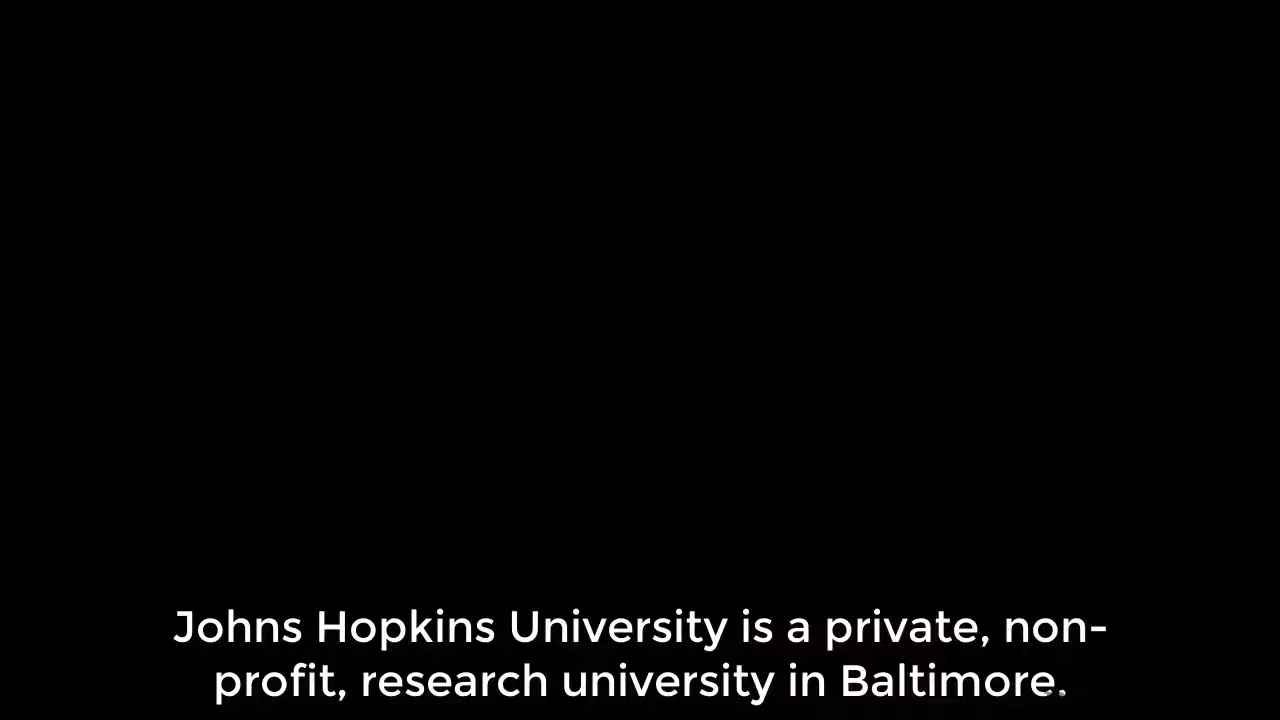 Johns Hopkins University is a private, non-
profit, research university in Baltimore.